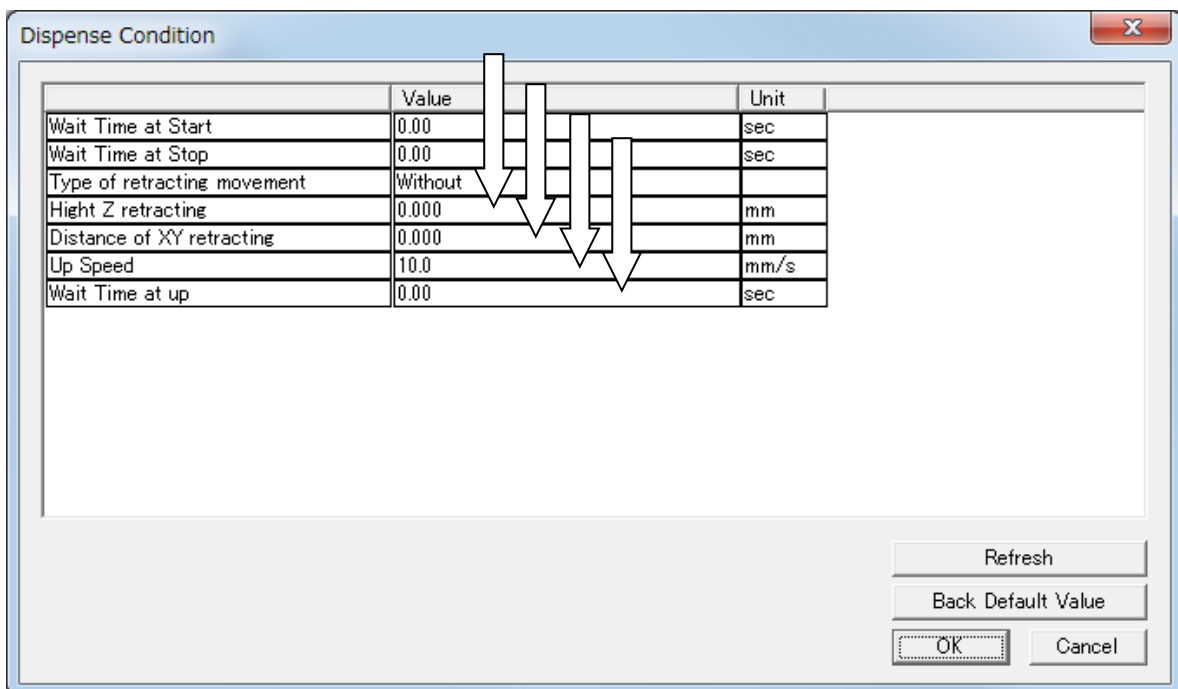 Dispense Condition
Value Unit
Wait Time at Start 0.00 sec
Wait Time at Stop 0.00 sec
Type of retracting movement Without
Hight Z retracting 0.000 mm
Distance of XY retracting 0.000 mm
Up Speed 10.0 mm/s
Wait Time at up 0.00 sec
Refresh
Back Default Value
OK Cancel